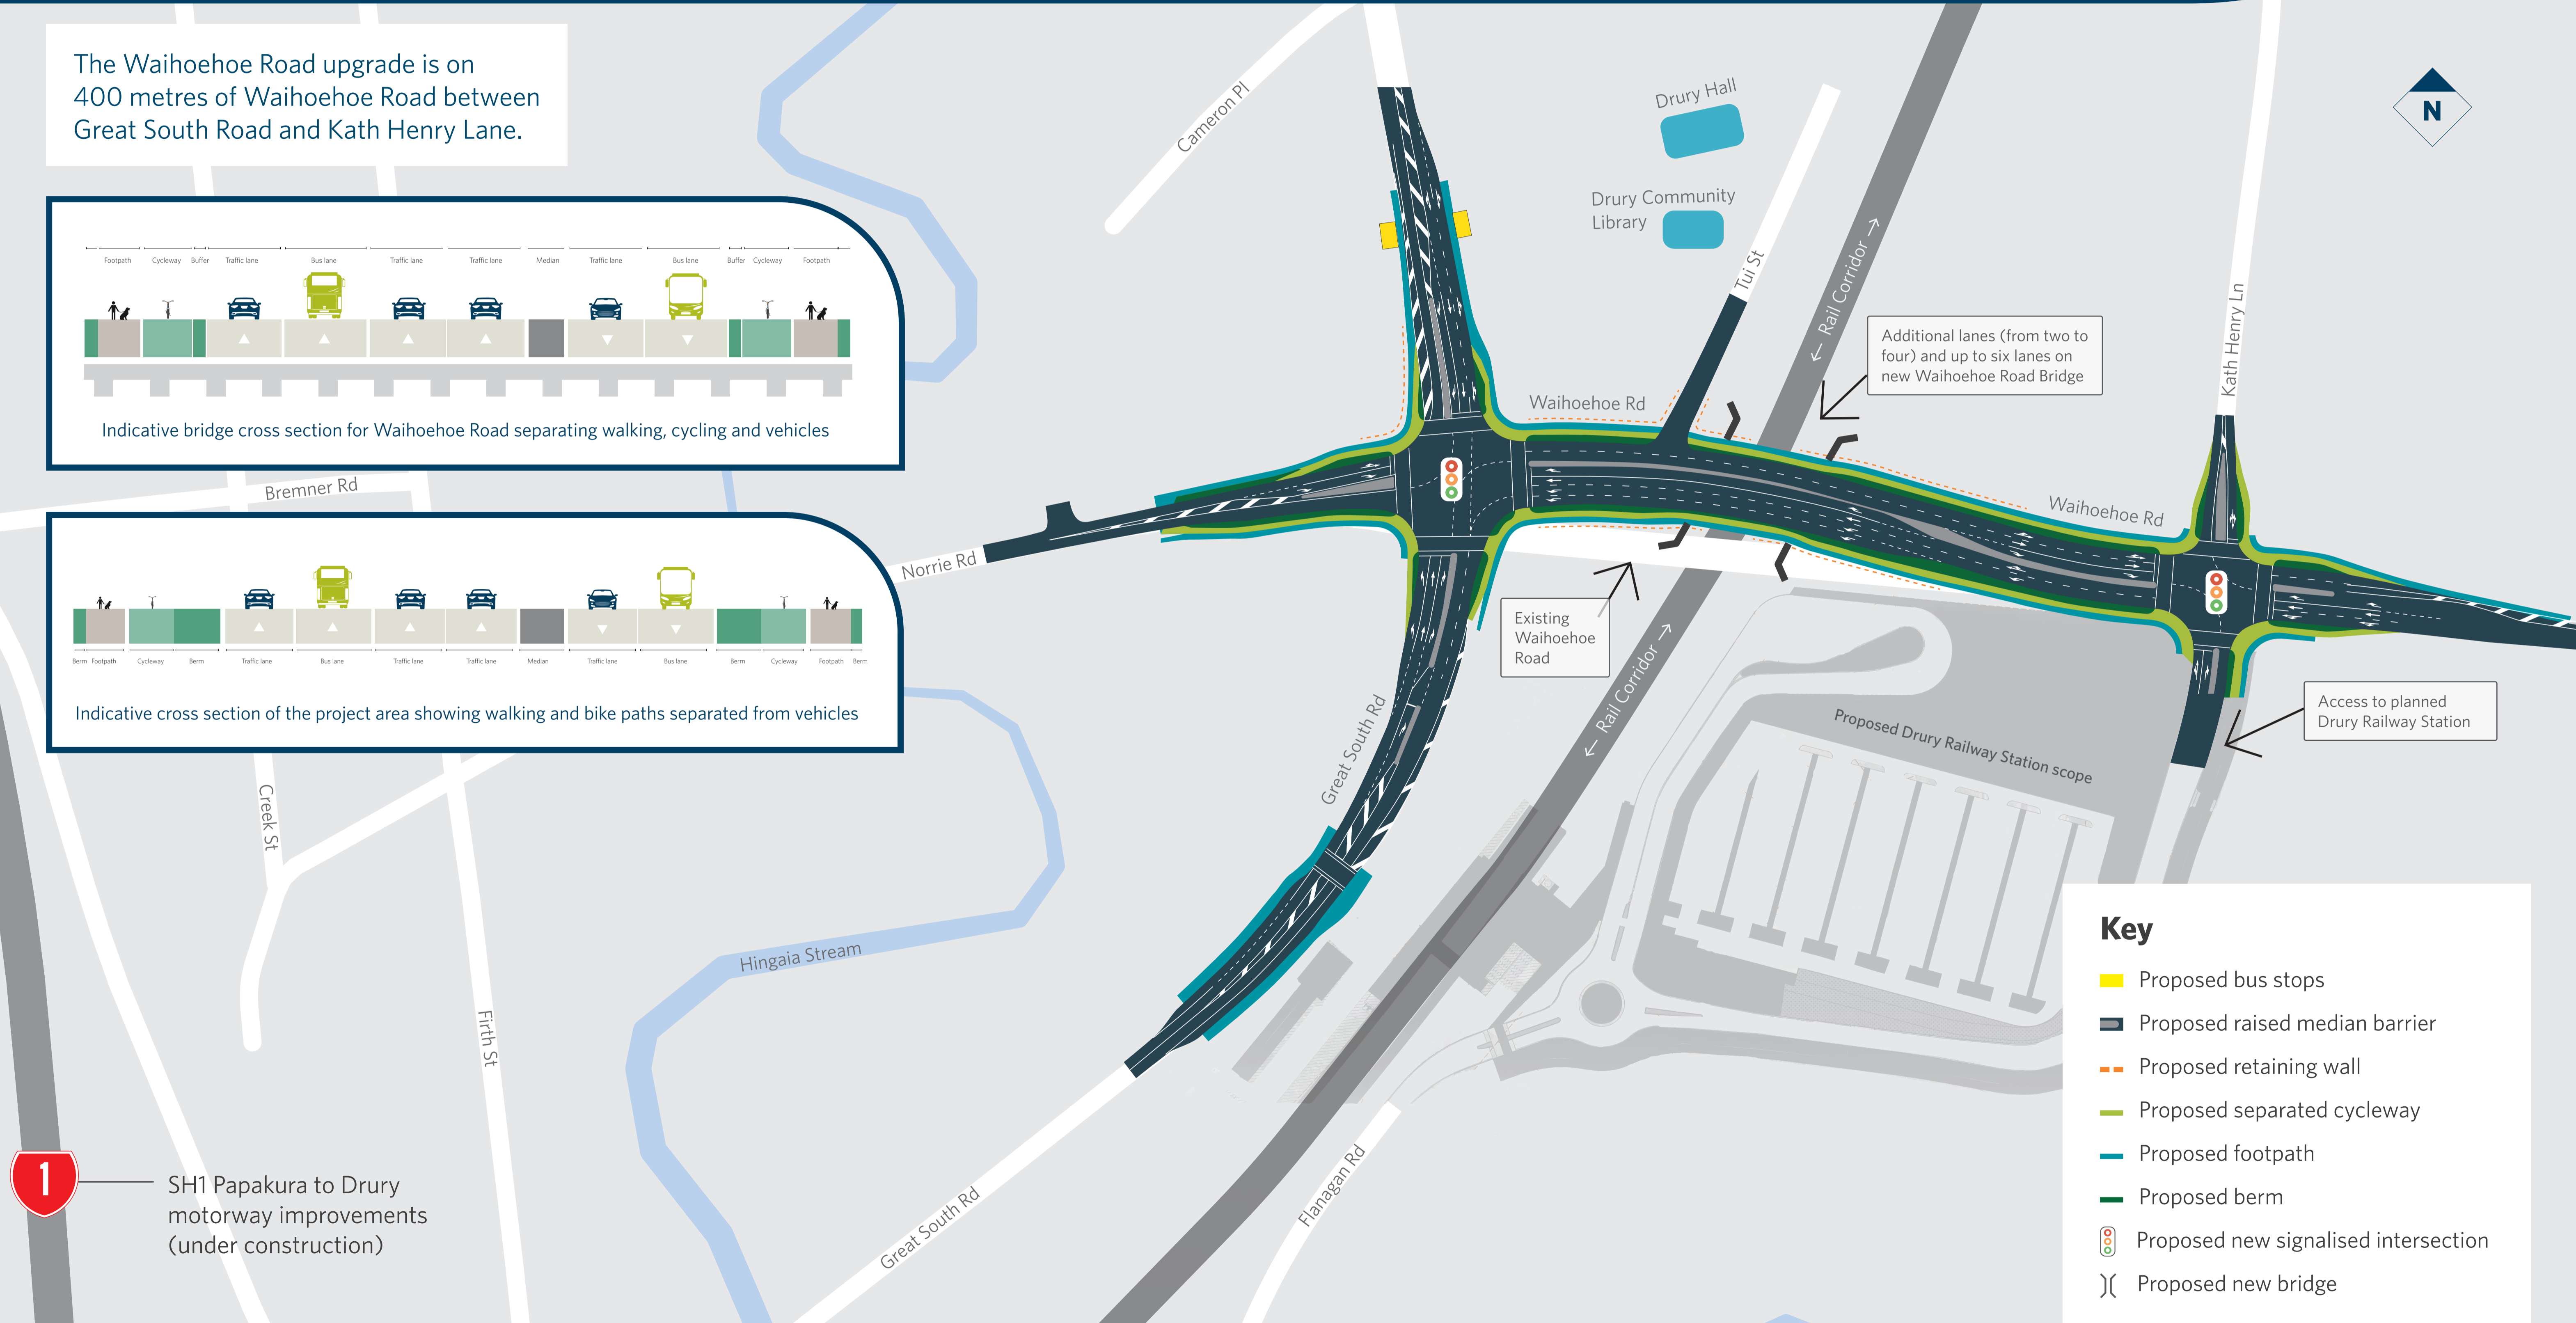 The Waihoehoe Road upgrade is on
400 metres of Waihoehoe Road between
Great South Road and Kath Henry Lane.
N
Footpath Cycleway Buffer Traffic lane Bus lane Traffic lane Traffic lane Median Traffic lane Bus lane Buffer Cycleway Footpath
Indicative bridge cross section for Waihoehoe Road separating walking, cycling and vehicles
Bremner Rd
Berm Footpath Cycleway Berm Traffic lane Bus lane Traffic lane Traffic lane Median Traffic lane Bus lane Berm Cycleway Footpath Berm
Indicative cross section of the project area showing walking and bike paths separated from vehicles
Cameron Pl
Drury Hall
Drury Community
Library
Tui St
← Rail Corridor →
Kath Henry Ln
Additional lanes (from two to
four) and up to six lanes on
new Waihoehoe Road Bridge
Waihoehoe Rd
Waihoehoe Rd
Norrie Rd
Existing
Waihoehoe
Road
← Rail Corridor →
Great South Rd
Proposed Drury Railway Station scope
Access to planned
Drury Railway Station
Creek St
Hingaia Stream
Firth St
Great South Rd
Flanagan Rd
1
SH1 Papakura to Drury
motorway improvements
(under construction)
Key
Proposed bus stops
Proposed raised median barrier
Proposed retaining wall
Proposed separated cycleway
Proposed footpath
Proposed berm
Proposed new signalised intersection
Proposed new bridge